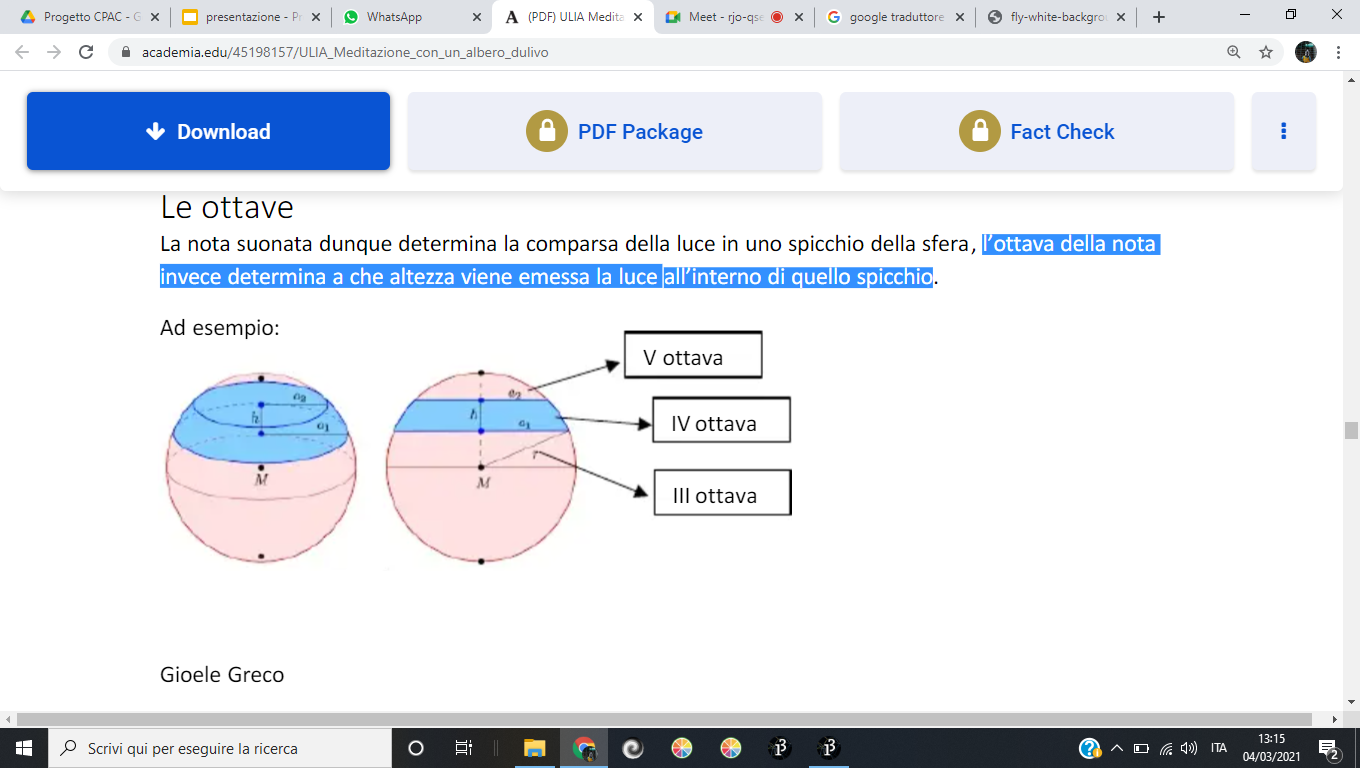 Progetto CPAC - G
presentazione - Pr
WhatsApp
(PDF) ULIA Medita
Meet - rjo-qse
google traduttore
fly-white-backgrou
academia.edu/45198157/ULIA_Meditazione_con_un_albero_dulivo
Download
PDF Package
Fact Check
Le ottave
La nota suonata dunque determina la comparsa della luce in uno spicchio della sfera, l’ottava della nota
invece determina a che altezza viene emessa la luce all’interno di quello spicchio.
Ad esempio:
V ottava
IV ottava
III ottava
h
M
h
r
M
Gioele Greco
Scrivi qui per eseguire la ricerca
ITA
13:15
04/03/2021
2